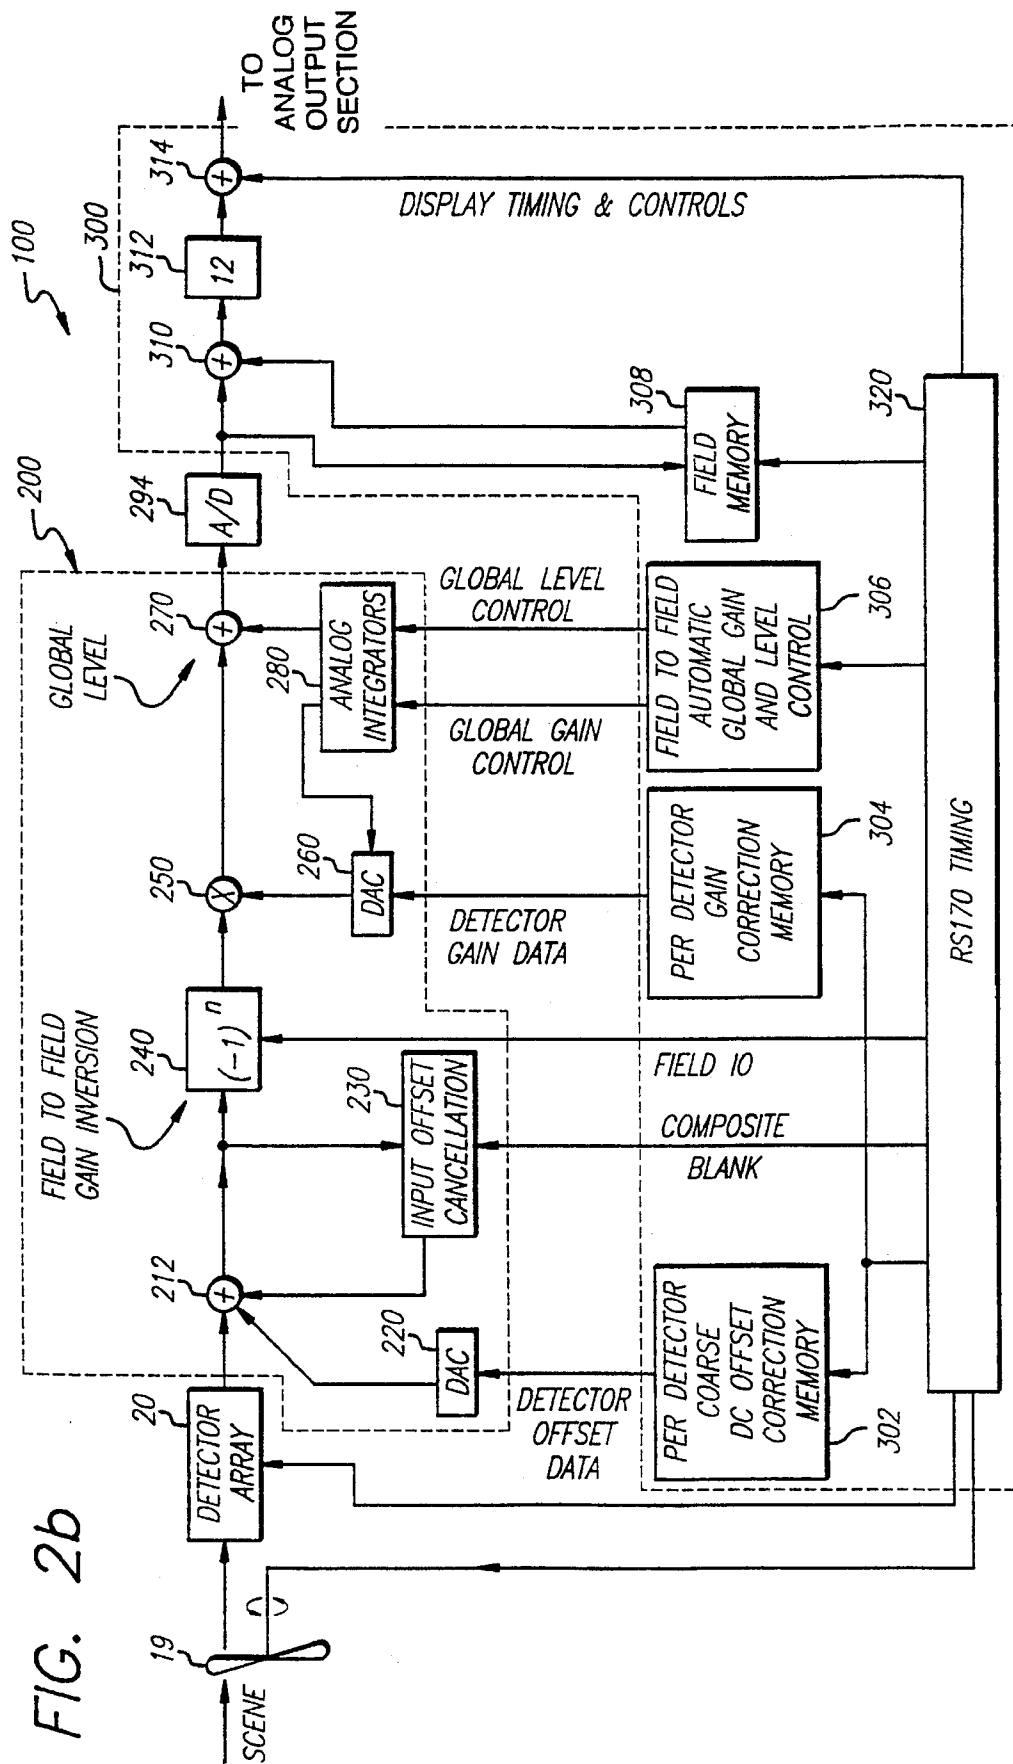 FIG. 2b
SCENE
19
20
DETECTOR
ARRAY
FIELD TO FIELD
GAIN INVERSION
GLOBAL
LEVEL
200
100
212
+
240
(-1)^n
250
X
270
+
294
A/D
300
310
+
312
12
314
+
TO
ANALOG
OUTPUT
SECTION
220
DAC
230
INPUT OFFSET
CANCELLATION
260
DAC
280
ANALOG
INTEGRATORS
DETECTOR
OFFSET
DATA
COMPOSITE
BLANK
FIELD IO
DETECTOR
GAIN DATA
GLOBAL GAIN
CONTROL
GLOBAL LEVEL
CONTROL
DISPLAY TIMING & CONTROLS
PER DETECTOR
COARSE
DC OFFSET
CORRECTION
MEMORY
302
PER DETECTOR
GAIN
CORRECTION
MEMORY
304
FIELD TO FIELD
AUTOMATIC
GLOBAL GAIN
AND LEVEL
CONTROL
306
308
FIELD
MEMORY
320
RS170 TIMING